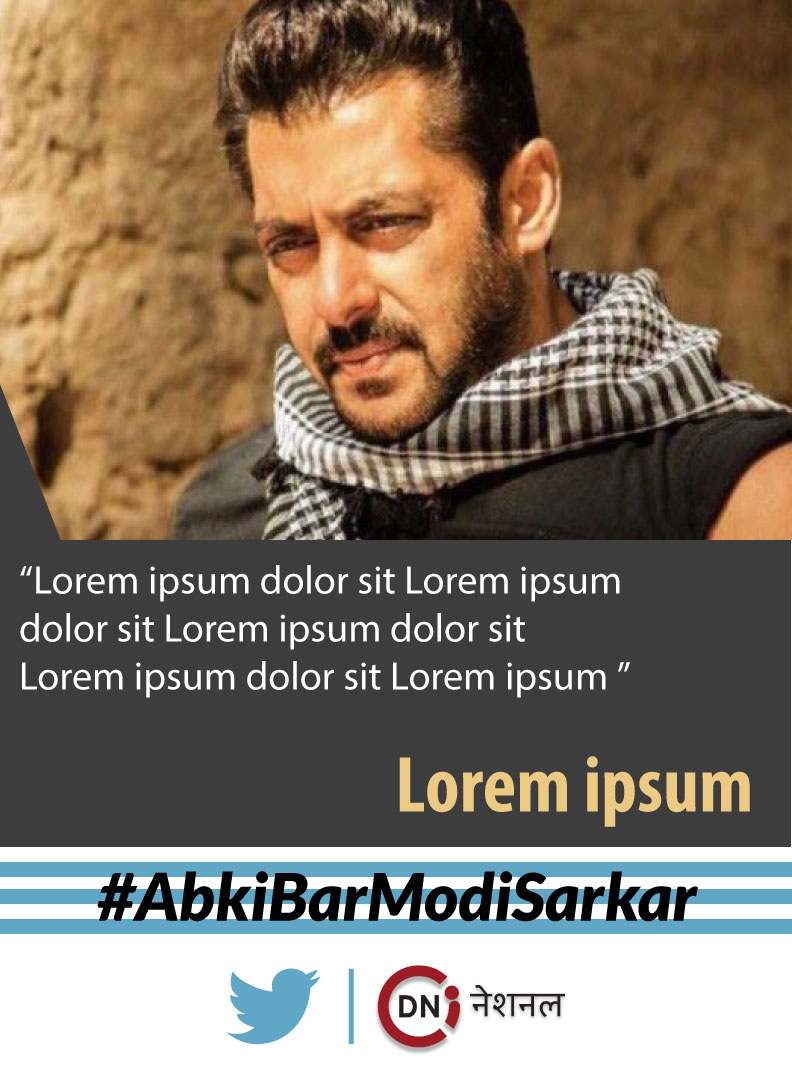 “Lorem ipsum dolor sit Lorem ipsum
dolor sit Lorem ipsum dolor sit
Lorem ipsum dolor sit Lorem ipsum ”
Lorem ipsum
#AbkiBarModiSarkar
DNi नेशनल